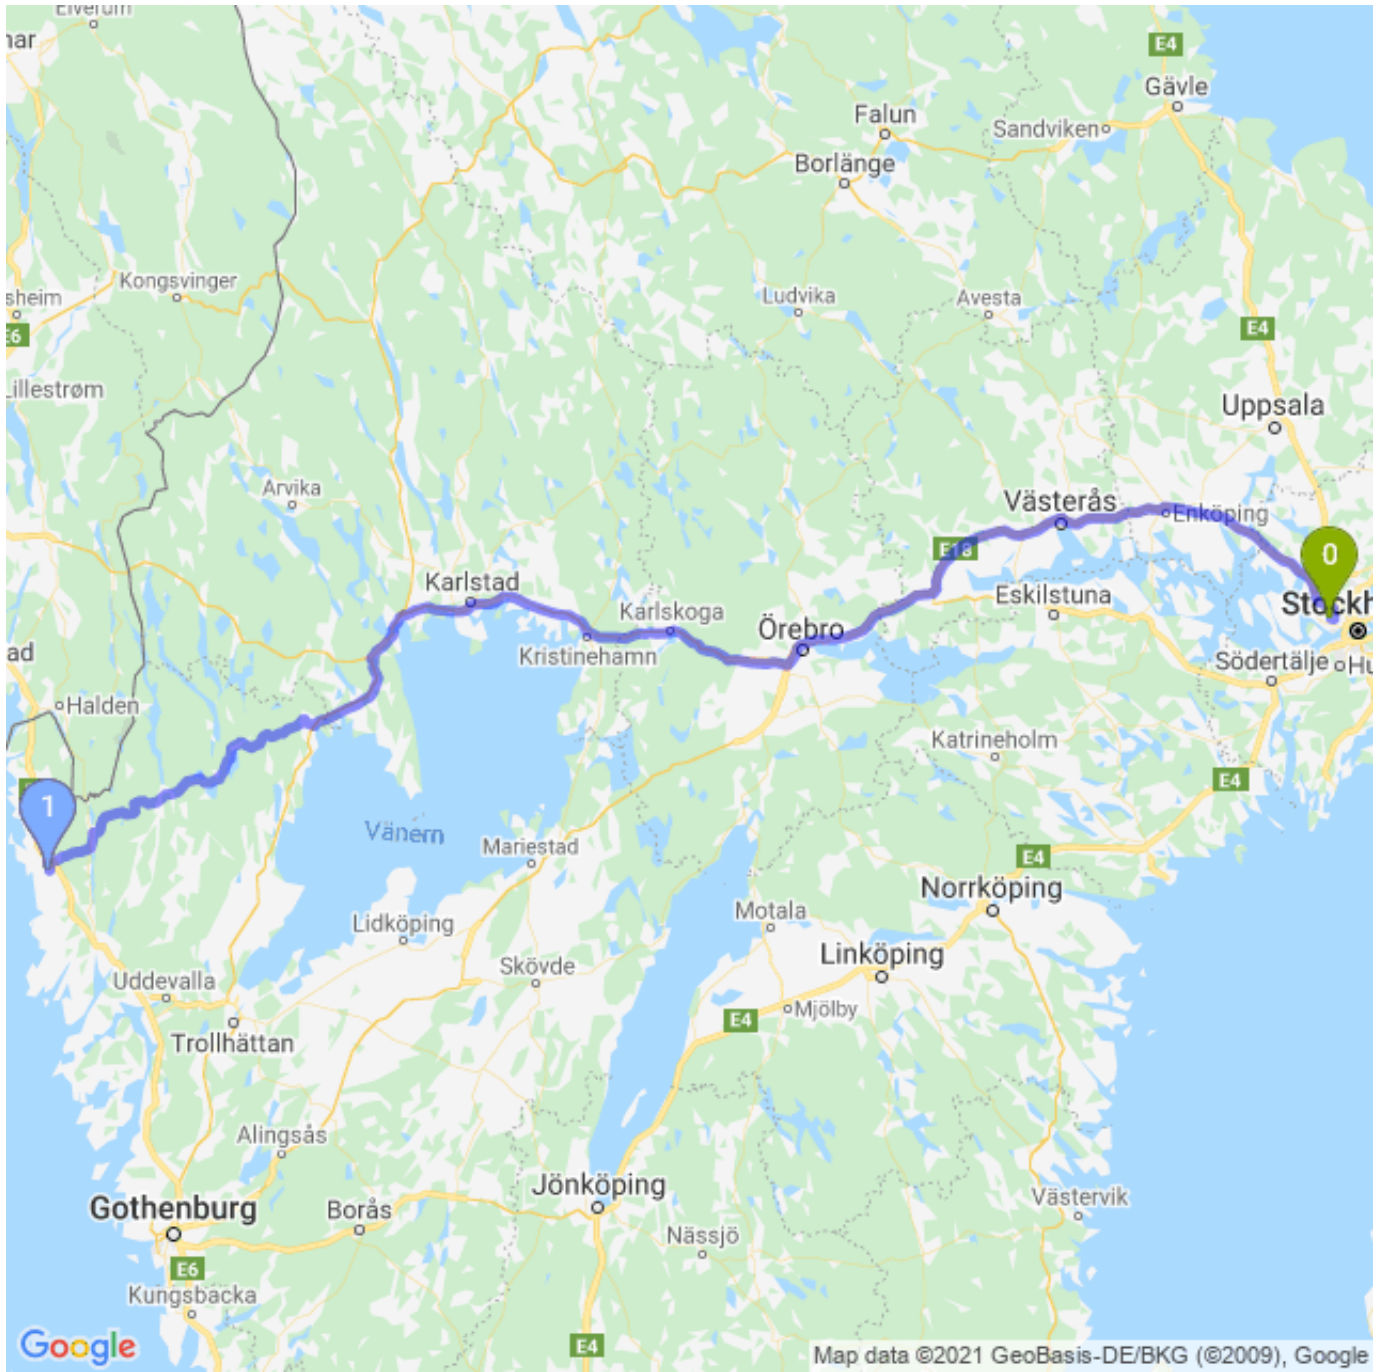 Elverum
nar
E4
Gävle
Falun
Sandviken
Borlänge
Kongsvinger
sheim
Ludvika
Avesta
E6
E4
Lillestrøm
Uppsala
Arvika
Västerås
Enköping
E18
0
Karlstad
Eskilstuna
Stockh
Karlskoga
Örebro
ad
Kristinehamn
Södertälje
Hu
Halden
Katrineholm
E4
1
Vänern
Mariestad
E4
Norrköping
Motala
Lidköping
Linköping
Skövde
Uddevalla
Mjölby
E4
Trollhättan
Alingsås
Jönköping
Västervik
Gothenburg
Borås
Nässjö
E6
Kungsbacka
E4
Google
Map data ©2021 GeoBasis-DE/BKG (©2009), Google